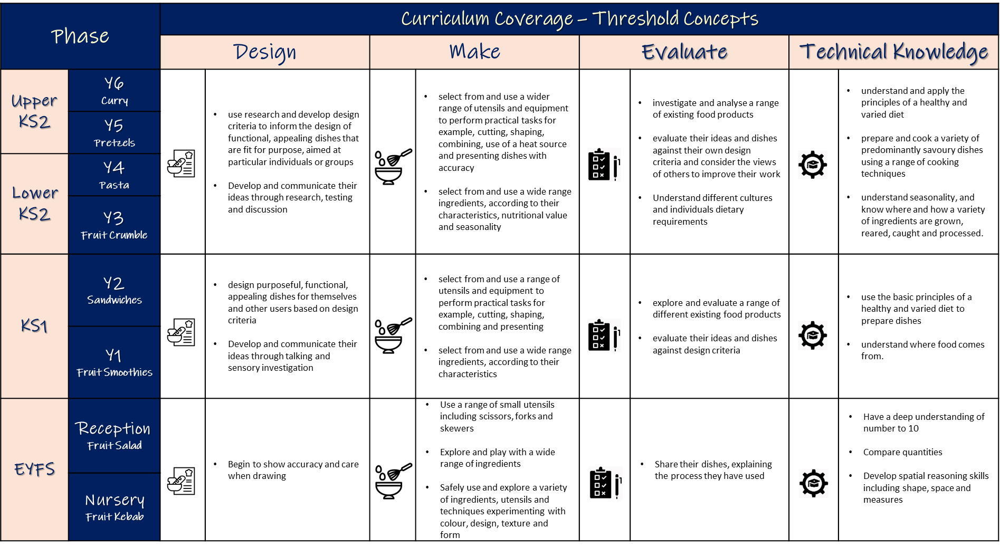 Phase
Curriculum Coverage – Threshold Concepts
Design
Make
Evaluate
Technical Knowledge
Upper
KS2
Y6
Curry
Y5
Pretzels
Lower
KS2
Y4
Pasta
Y3
Fruit Crumble
• use research and develop design
criteria to inform the design of
functional, appealing dishes that
are fit for purpose, aimed at
particular individuals or groups
• Develop and communicate their
ideas through research, testing
and discussion
• select from and use a wider
range of utensils and equipment
to perform practical tasks for
example, cutting, shaping,
combining, use of a heat source
and presenting dishes with
accuracy
• select from and use a wide range
ingredients, according to their
characteristics, nutritional value
and seasonality
• investigate and analyse a range
of existing food products
• evaluate their ideas and dishes
against their own design
criteria and consider the views
of others to improve their work
• Understand different cultures
and individuals dietary
requirements
• understand and apply the
principles of a healthy and
varied diet
• prepare and cook a variety of
predominantly savoury dishes
using a range of cooking
techniques
• understand seasonality, and
know where and how a variety
of ingredients are grown,
reared, caught and processed.
KS1
Y2
Sandwiches
Y1
Fruit Smoothies
• design purposeful, functional,
appealing dishes for themselves
and other users based on design
criteria
• Develop and communicate their
ideas through talking and
sensory investigation
• select from and use a range of
utensils and equipment to
perform practical tasks for
example, cutting, shaping,
combining and presenting
• select from and use a wide range
ingredients, according to their
characteristics
• explore and evaluate a range of
different existing food products
• evaluate their ideas and dishes
against design criteria
• use the basic principles of a
healthy and varied diet to
prepare dishes
• understand where food comes
from.
EYFS
Reception
Fruit Salad
Nursery
Fruit Kebab
• Begin to show accuracy and care
when drawing
• Use a range of small utensils
including scissors, forks and
skewers
• Explore and play with a wide
range of ingredients
• Safely use and explore a variety
of ingredients, utensils and
techniques experimenting with
colour, design, texture and
form
• Share their dishes, explaining
the process they have used
• Have a deep understanding of
number to 10
• Compare quantities
• Develop spatial reasoning skills
including shape, space and
measures